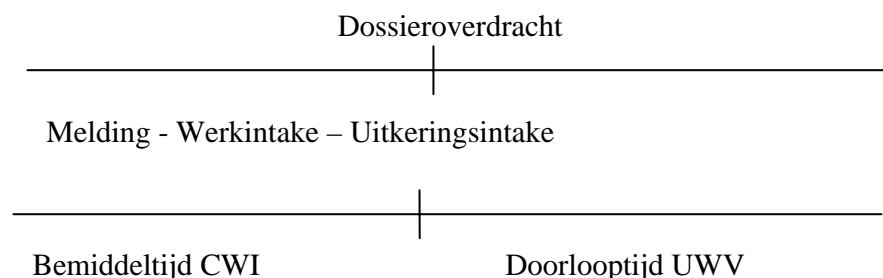 Dossieroverdracht
Melding - Werkintake – Uitkeringsintake
Bemiddeltijd CWI Doorlooptijd UWV